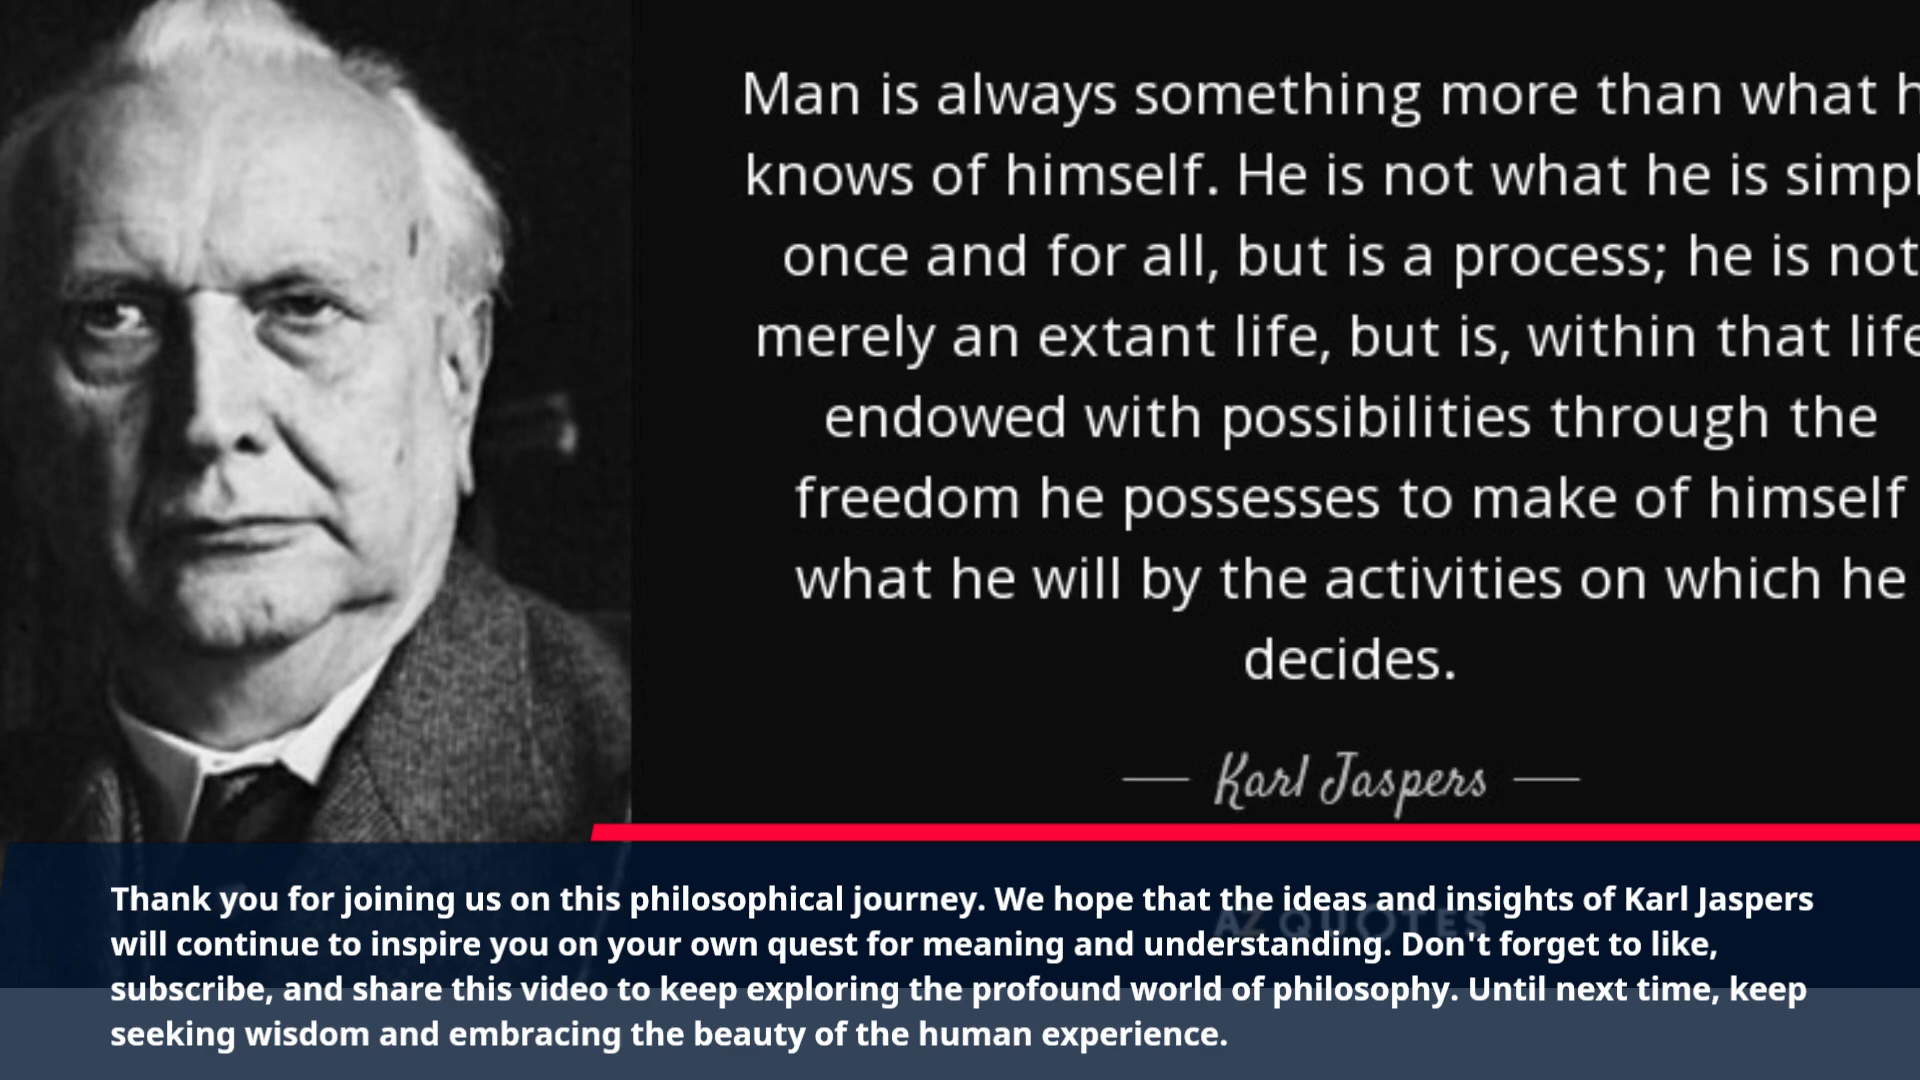 Man is always something more than what h
knows of himself. He is not what he is simpl
once and for all, but is a process; he is not
merely an extant life, but is, within that life
endowed with possibilities through the
freedom he possesses to make of himself
what he will by the activities on which he
decides.
Karl Jaspers
AZ QUOTES
Thank you for joining us on this philosophical journey. We hope that the ideas and insights of Karl Jaspers
will continue to inspire you on your own quest for meaning and understanding. Don't forget to like,
subscribe, and share this video to keep exploring the profound world of philosophy. Until next time, keep
seeking wisdom and embracing the beauty of the human experience.